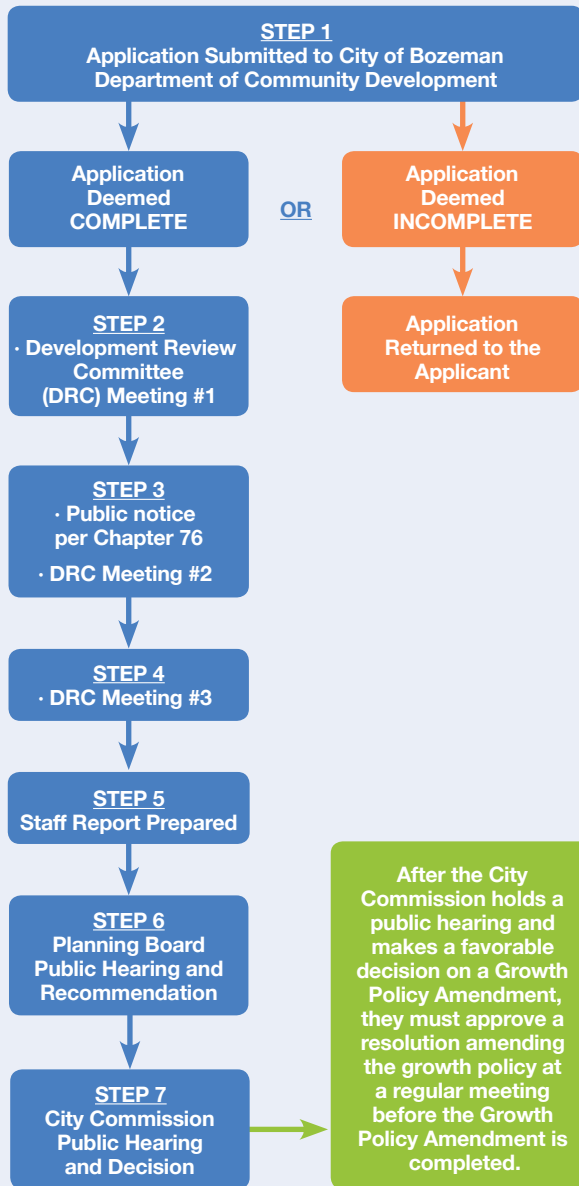 STEP 1
Application Submitted to City of Bozeman
Department of Community Development
Application
Deemed
COMPLETE
OR
Application
Deemed
INCOMPLETE
STEP 2
· Development Review
Committee
(DRC) Meeting #1
Application
Returned to the
Applicant
STEP 3
· Public notice
per Chapter 76
· DRC Meeting #2
STEP 4
· DRC Meeting #3
STEP 5
Staff Report Prepared
STEP 6
Planning Board
Public Hearing and
Recommendation
STEP 7
City Commission
Public Hearing
and Decision
After the City
Commission holds a
public hearing and
makes a favorable
decision on a Growth
Policy Amendment,
they must approve a
resolution amending
the growth policy at
a regular meeting
before the Growth
Policy Amendment is
completed.